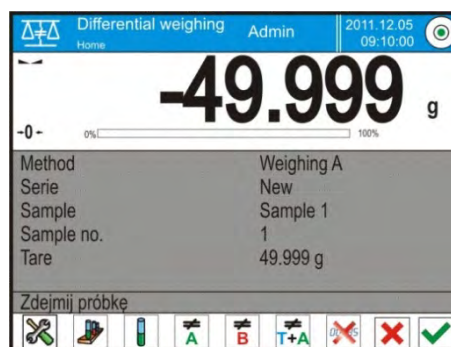 Differential weighing Admin 2011.12.05
Home 09:10:00
-49.999 g
-0- 0% 100%
Method Weighing A
Serie New
Sample Sample 1
Sample no. 1
Tare 49.999 g
Zdejmij próbkę
A B T+A